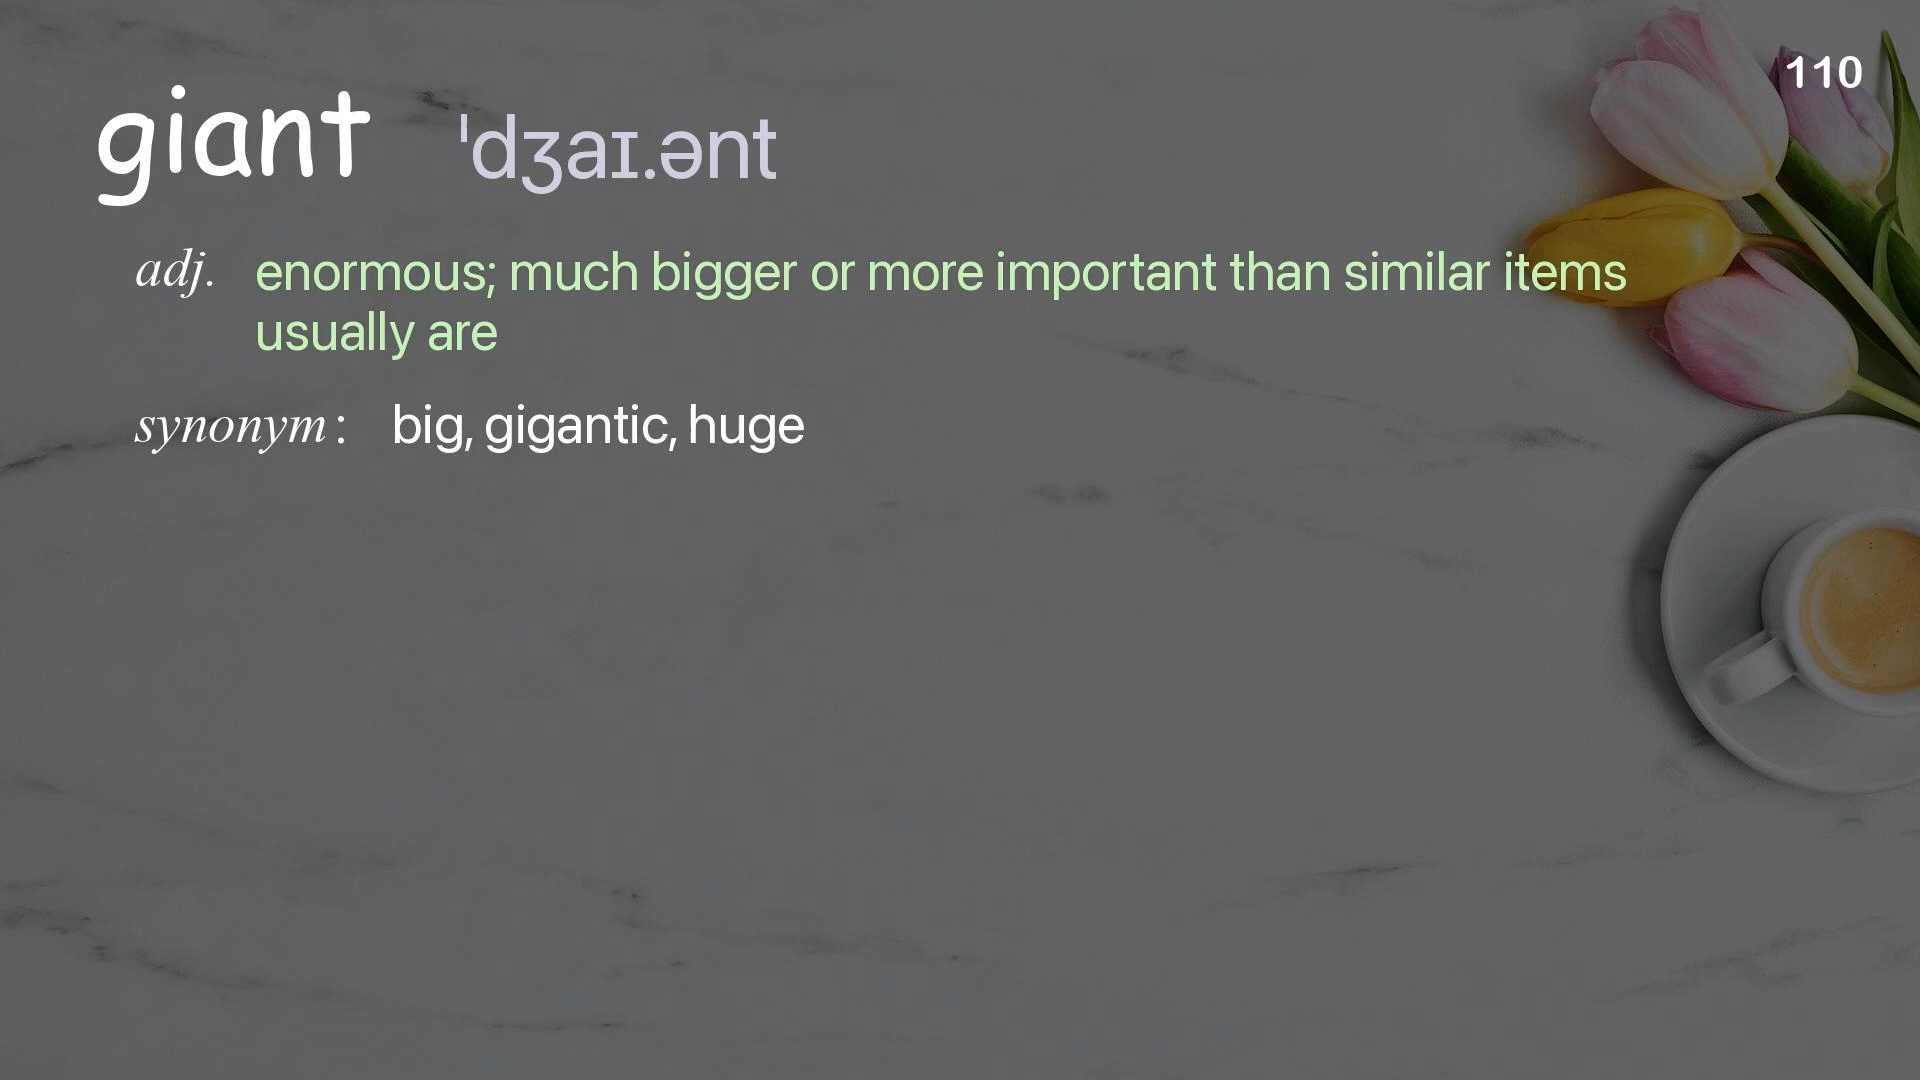 110
giant ˈdʒaɪ.ənt
adj. enormous; much bigger or more important than similar items
usually are
synonym: big, gigantic, huge